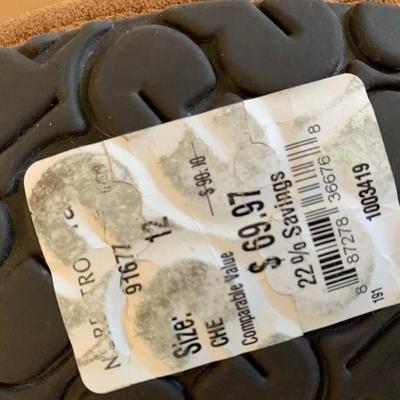 97677
12
Size:
CHE
$90.10
Comparable Value
$69.97
22% Savings
8 87278 36676 8
1003419
191